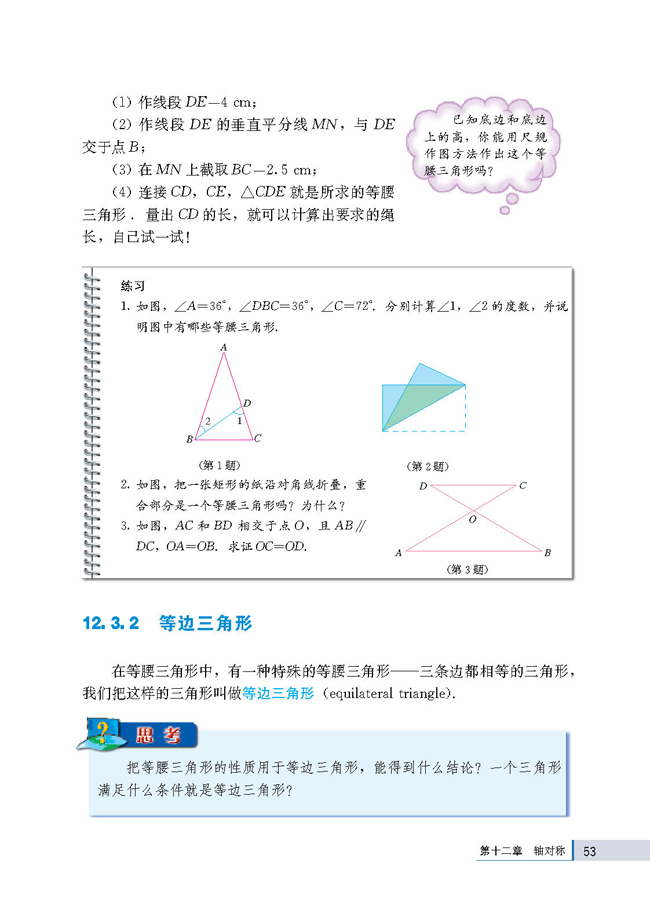 (1) 作线段 DE=4 cm;
(2) 作线段 DE 的垂直平分线 MN，与 DE
交于点 B;
(3) 在 MN 上截取 BC=2.5 cm;
(4) 连接 CD，CE，△CDE 就是所求的等腰
三角形．量出 CD 的长，就可以计算出要求的绳
长，自己试一试！
已知底边和底边
上的高，你能用尺规
作图方法作出这个等
腰三角形吗？
练习
1. 如图，∠A=36°，∠DBC=36°，∠C=72°．分别计算∠1，∠2 的度数，并说
明图中有哪些等腰三角形．
A
D
2
1
B
C
(第 1 题)
(第 2 题)
2. 如图，把一张矩形的纸沿对角线折叠，重
合部分是一个等腰三角形吗？为什么？
3. 如图，AC 和 BD 相交于点 O，且 AB∥
DC，OA=OB．求证 OC=OD．
D
C
O
A
B
(第 3 题)
12.3.2 等边三角形
在等腰三角形中，有一种特殊的等腰三角形——三条边都相等的三角形，
我们把这样的三角形叫做等边三角形 (equilateral triangle).
?
思考
把等腰三角形的性质用于等边三角形，能得到什么结论？一个三角形
满足什么条件就是等边三角形？
第十二章 轴对称 53